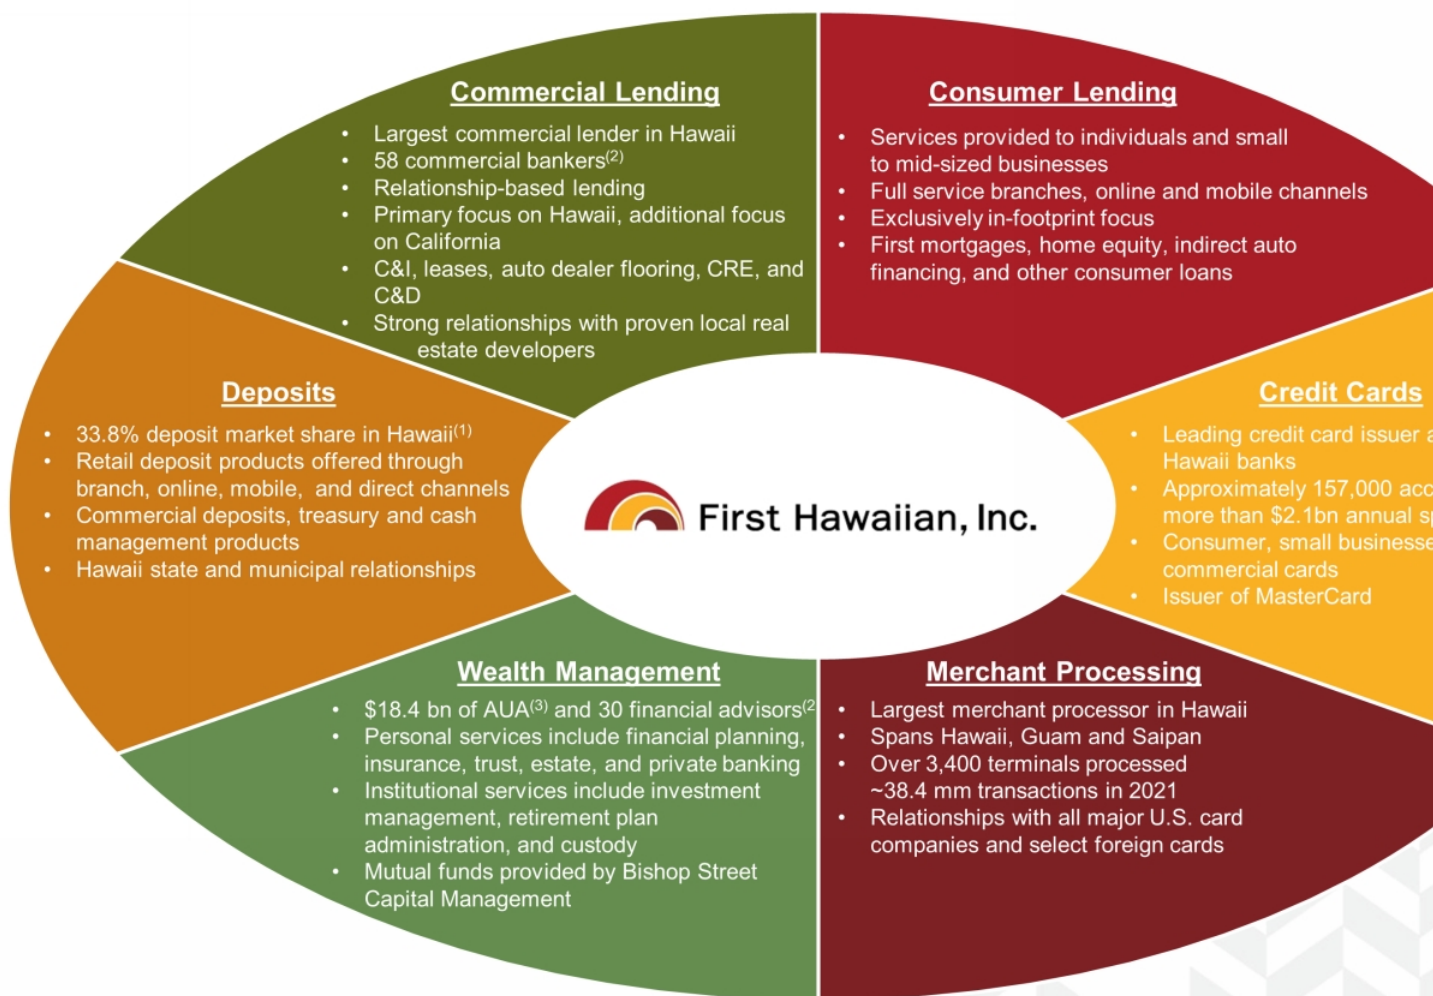 Commercial Lending
• Largest commercial lender in Hawaii
• 58 commercial bankers(2)
• Relationship-based lending
• Primary focus on Hawaii, additional focus
on California
• C&I, leases, auto dealer flooring, CRE, and
C&D
• Strong relationships with proven local real
estate developers
Consumer Lending
• Services provided to individuals and small
to mid-sized businesses
• Full service branches, online and mobile channels
• Exclusively in-footprint focus
• First mortgages, home equity, indirect auto
financing, and other consumer loans
Deposits
• 33.8% deposit market share in Hawaii(1)
• Retail deposit products offered through
branch, online, mobile, and direct channels
• Commercial deposits, treasury and cash
management products
• Hawaii state and municipal relationships
First Hawaiian, Inc.
Credit Cards
• Leading credit card issuer
Hawaii banks
• Approximately 157,000
more than $2.1bn annual
• Consumer, small
commercial cards
• Issuer of MasterCard
Wealth Management
• $18.4 bn of AUA(3) and 30 financial advisors(2
• Personal services include financial planning,
insurance, trust, estate, and private banking
• Institutional services include investment
management, retirement plan
administration, and custody
• Mutual funds provided by Bishop Street
Capital Management
Merchant Processing
• Largest merchant processor in Hawaii
• Spans Hawaii, Guam and Saipan
• Over 3,400 terminals processed
~38.4 mm transactions in 2021
• Relationships with all major U.S. card
companies and select foreign cards